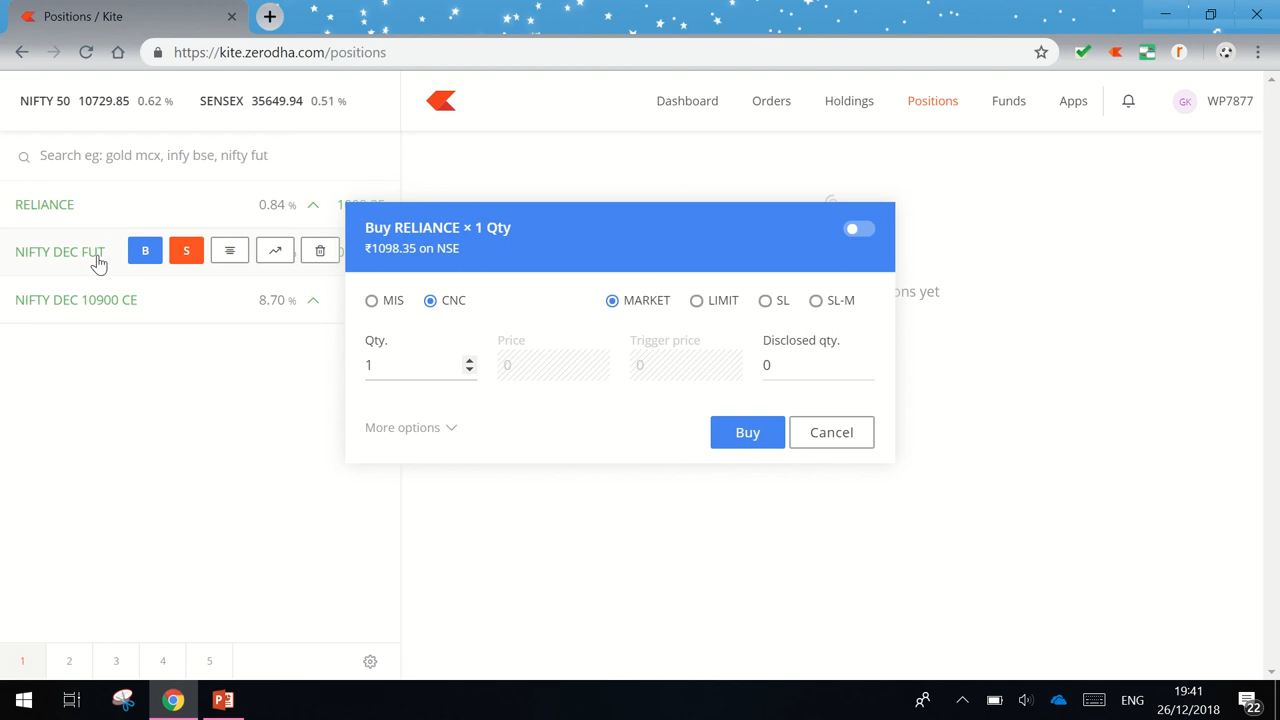 Positions / Kite
https://kite.zerodha.com/positions
NIFTY 50 10729.85 0.62 % SENSEX 35649.94 0.51 %
Dashboard Orders Holdings Positions Funds Apps GK WP7877
Search eg: gold mcx, infy bse, nifty fut
RELIANCE 0.84 %
NIFTY DEC FUT B S
NIFTY DEC 10900 CE 8.70 %
Buy RELIANCE × 1 Qty
₹1098.35 on NSE
MIS CNC MARKET LIMIT SL SL-M
Qty. Price Trigger price Disclosed qty.
1 0 0 0
More options Buy Cancel
ons yet
1 2 3 4 5
ENG
19:41
26/12/2018
22